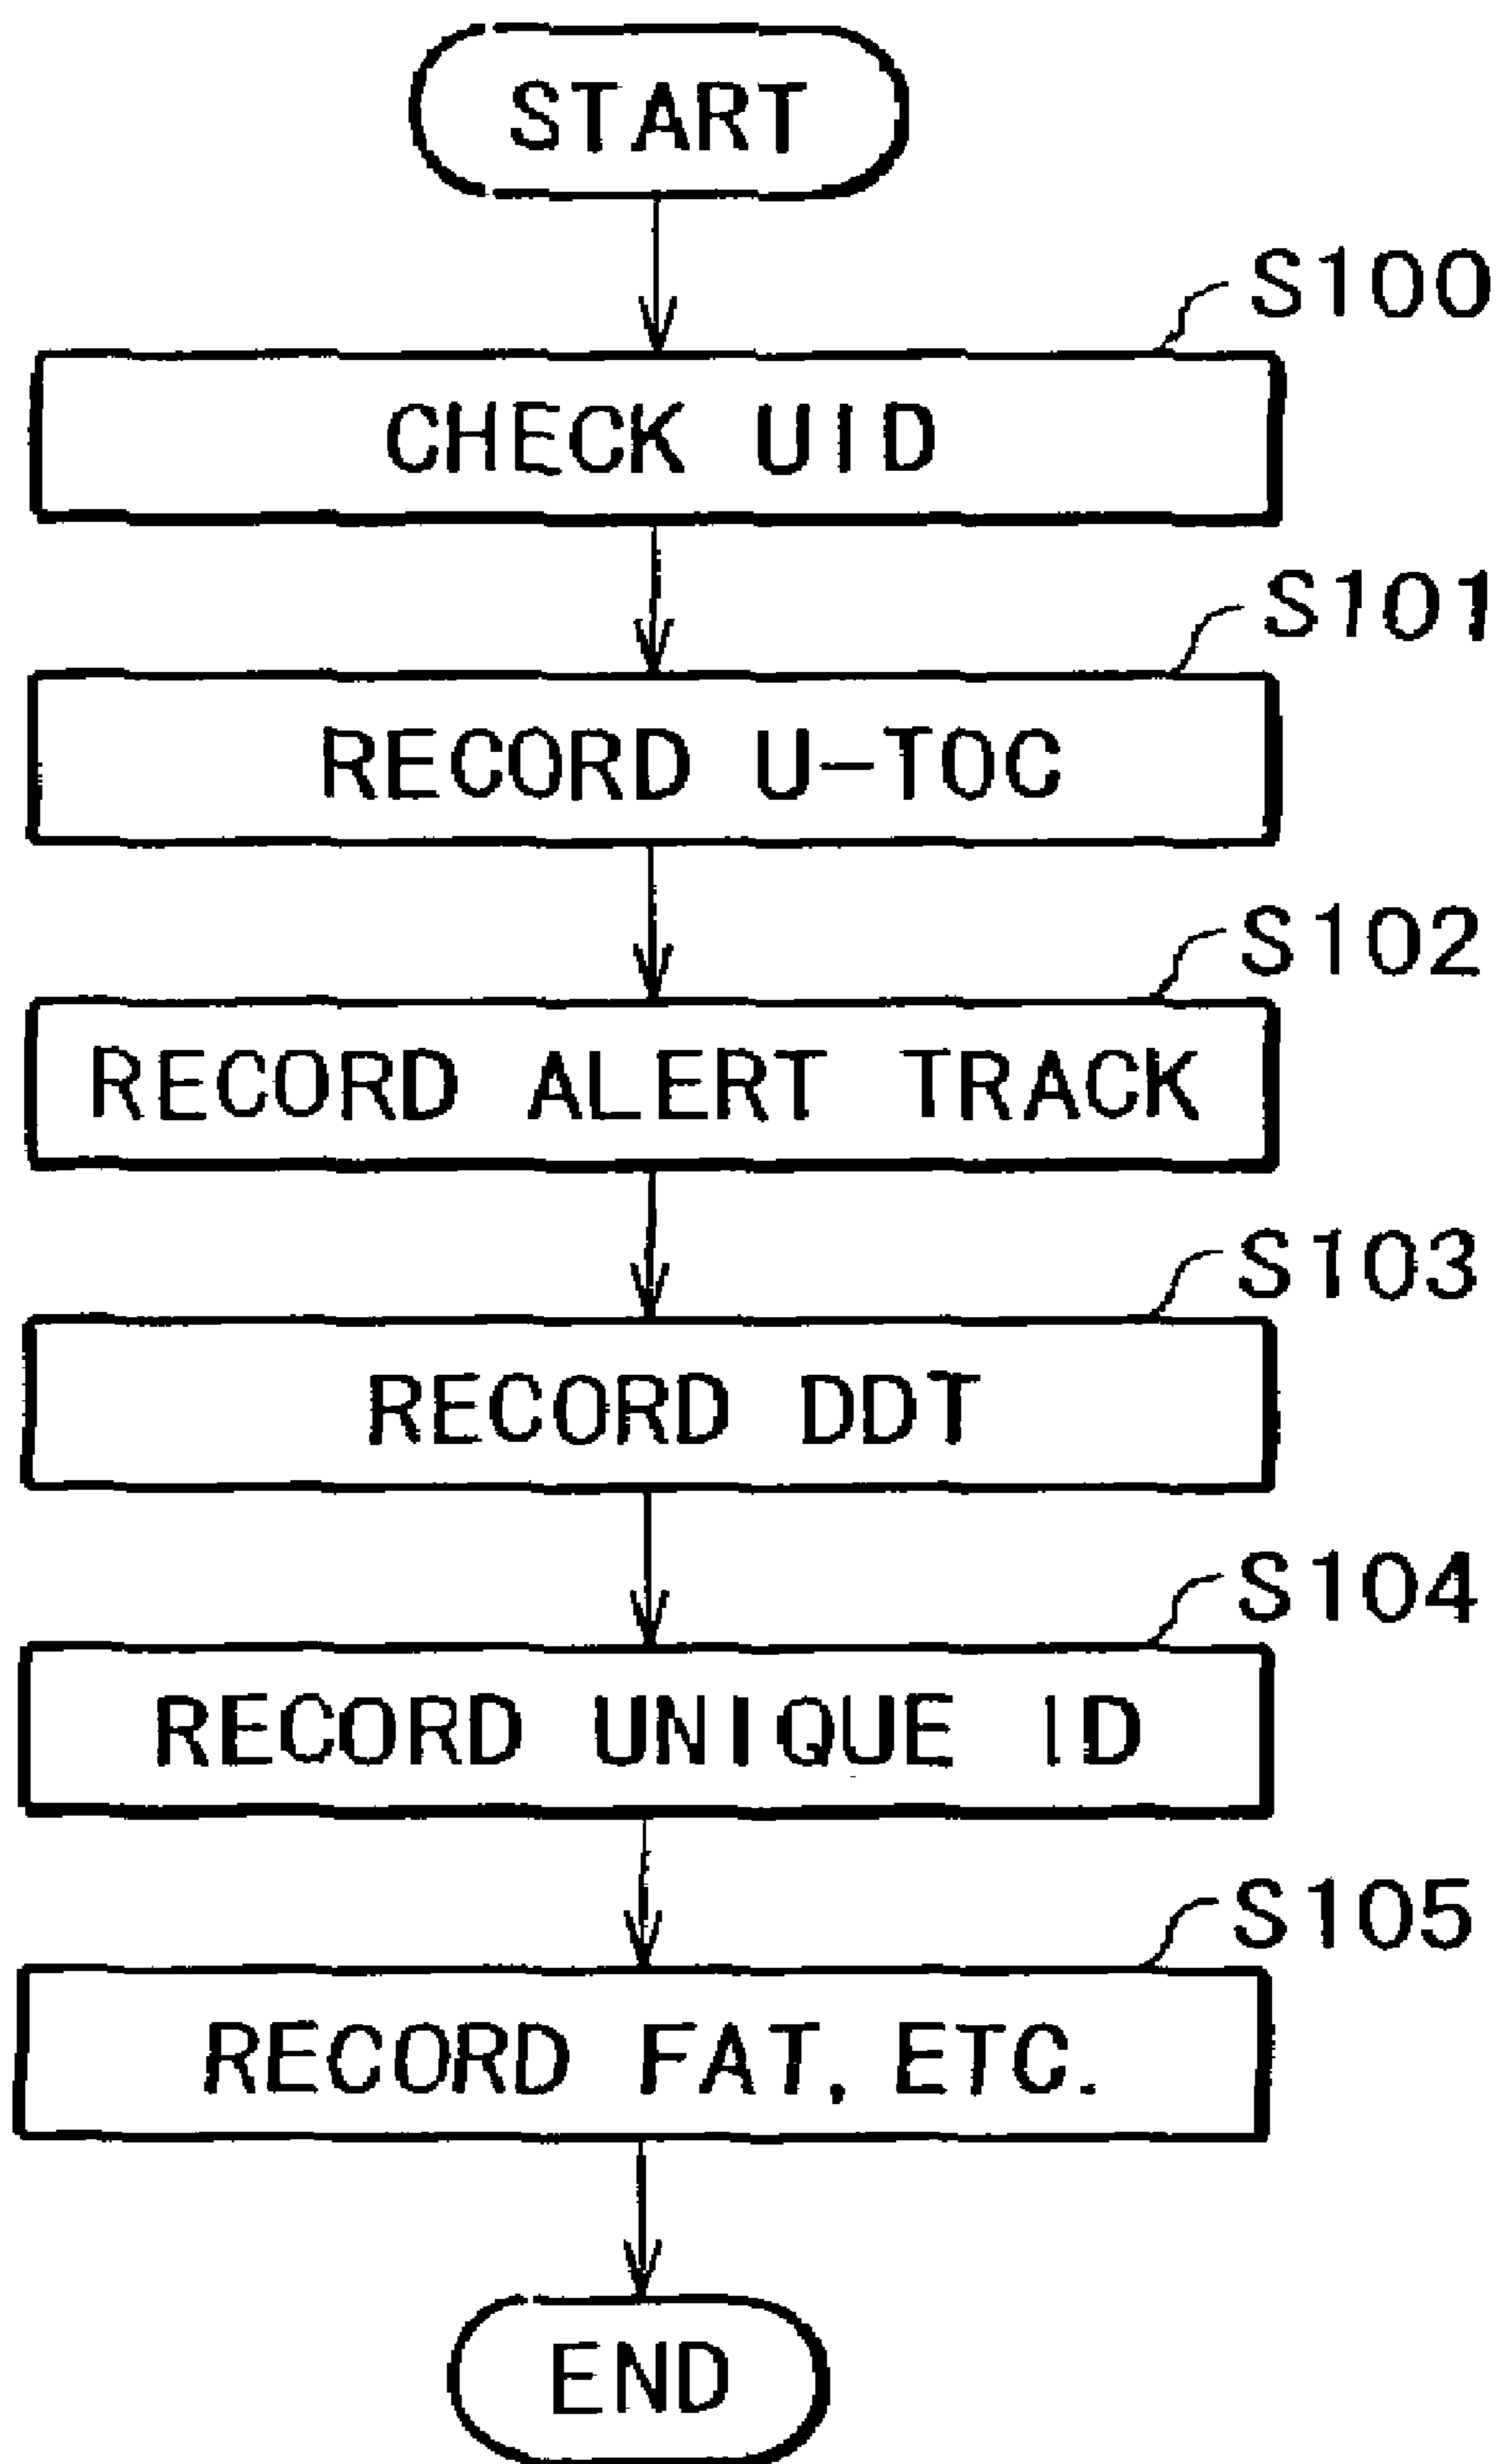 START
S100
CHECK UID
S101
RECORD U-TOC
S102
RECORD ALERT TRACK
S103
RECORD DDT
S104
RECORD UNIQUE ID
S105
RECORD FAT, ETC.
END